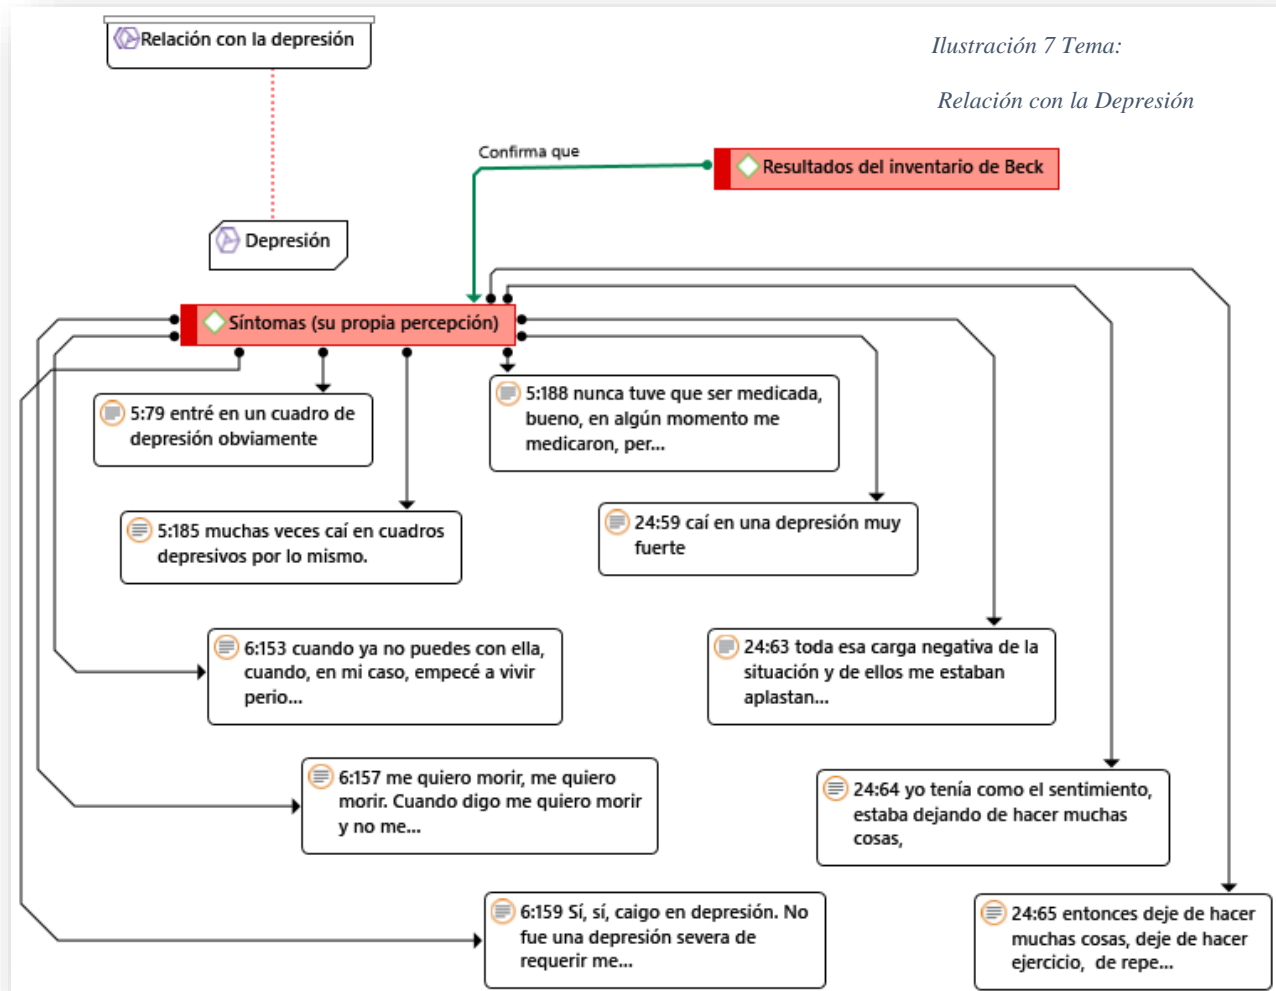 Relación con la depresión
Ilustración 7 Tema:
Relación con la Depresión
Confirma que
Resultados del inventario de Beck
Depresión
Síntomas (su propia percepción)
5:79 entré en un cuadro de
depresión obviamente
5:188 nunca tuve que ser medicada,
bueno, en algún momento me
medicaron, per...
5:185 muchas veces caí en cuadros
depresivos por lo mismo.
24:59 caí en una depresión muy
fuerte
6:153 cuando ya no puedes con ella,
cuando, en mi caso, empecé a vivir
perio...
24:63 toda esa carga negativa de la
situación y de ellos me estaban
aplastan...
6:157 me quiero morir, me quiero
morir. Cuando digo me quiero morir
y no me...
24:64 yo tenía como el sentimiento,
estaba dejando de hacer muchas
cosas,
6:159 Sí, sí, caigo en depresión. No
fue una depresión severa de
requerir me...
24:65 entonces deje de hacer
muchas cosas, deje de hacer
ejercicio, de repe...